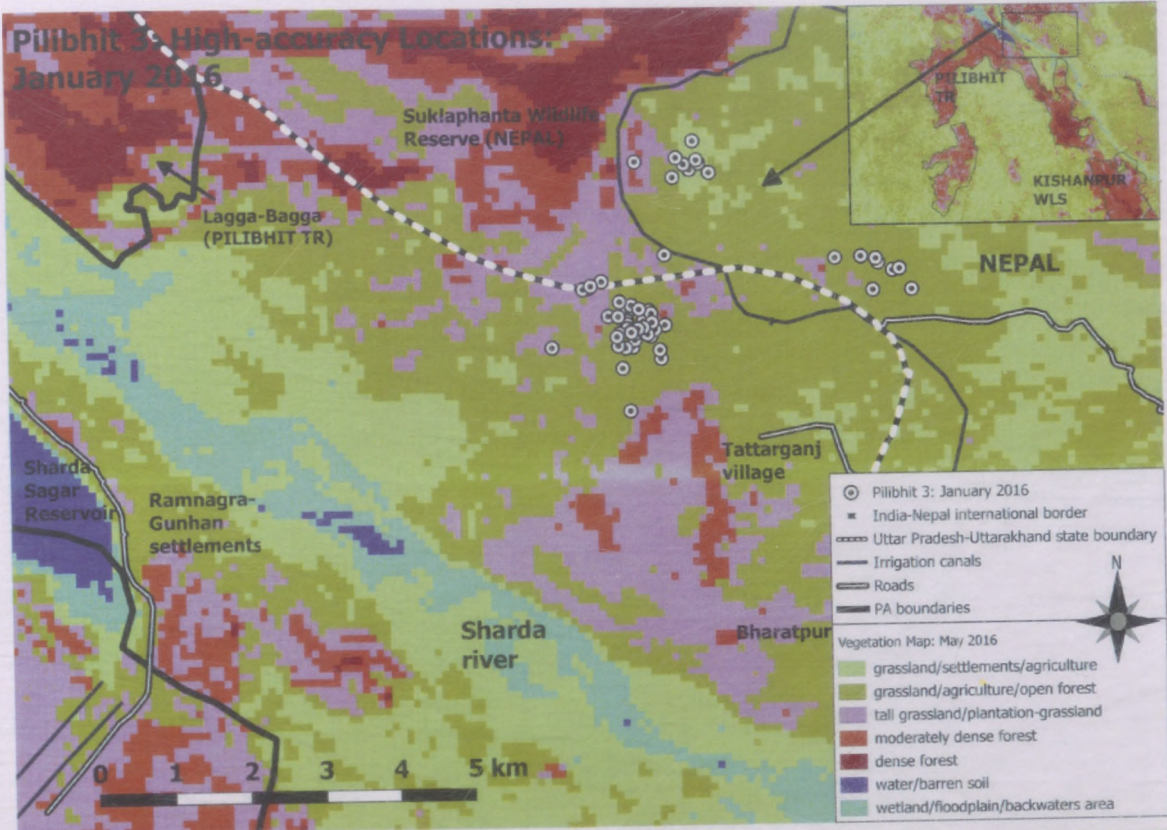 Pilibhit 3: High-accuracy Locations:
January 2016
Suklaphanta Wildlife
Reserve (NEPAL)
PILIBHIT
TR
KISHANPUR
WLS
Lagga-Bagga
(PILIBHIT TR)
NEPAL
Sharda
Sagar
Reservoir
Ramnagra-
Gunhan
settlements
Tattarganj
village
Sharda
river
Bharatpur
0 1 2 3 4 5 km
Pilibhit 3: January 2016
India-Nepal international border
Uttar Pradesh-Uttarakhand state boundary
Irrigation canals
Roads
PA boundaries
N
Vegetation Map: May 2016
grassland/settlements/agriculture
grassland/agriculture/open forest
tall grassland/plantation-grassland
moderately dense forest
dense forest
water/barren soil
wetland/floodplain/backwaters area